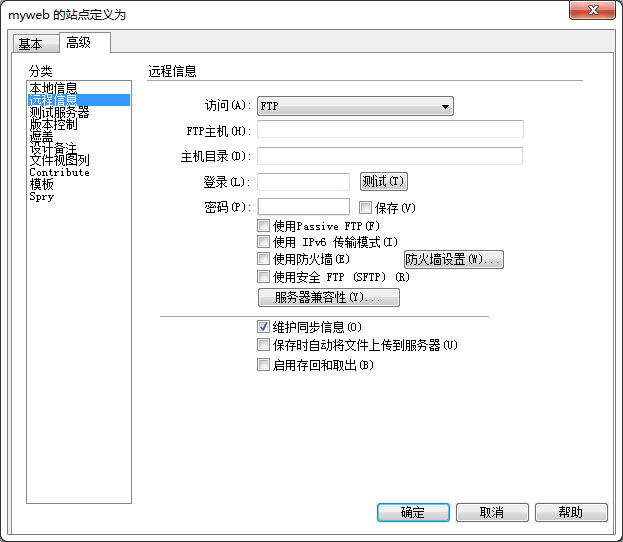 myweb 的站点定义为
基本
高级
分类
本地信息
远程信息
测试服务器
版本控制
遮盖
设计备注
文件视图列
Contribute
模板
Spry
远程信息
访问(A):
FTP
FTP主机(H):
主机目录(D):
登录(L):
测试(T)
密码(P):
保存(V)
使用Passive FTP(F)
使用 IPv6 传输模式(I)
使用防火墙(E)
防火墙设置(W)...
使用安全 FTP (SFTP)(R)
服务器兼容性(Y)...
维护同步信息(O)
保存时自动将文件上传到服务器(U)
启用存回和取出(B)
确定
取消
帮助